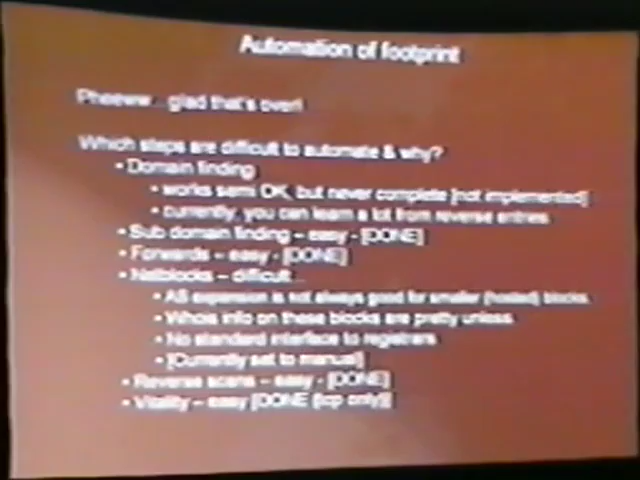 Automation of footprint
Pheeww... glad that's over!
Which steps are difficult to automate & why?
• Domain finding
• works semi OK, but never complete [not implemented]
• currently, you can learn a lot from reverse entries
• Sub domain finding – easy - [DONE]
• Forwards – easy - [DONE]
• Netblocks – difficult...
• AS expansion is not always good for smaller (hosted) blocks.
• Whois info on these blocks are pretty unless.
• No standard interface to registrars
• [Currently set to manual]
• Reverse scans – easy - [DONE]
• Vitality – easy [DONE (tcp only)]